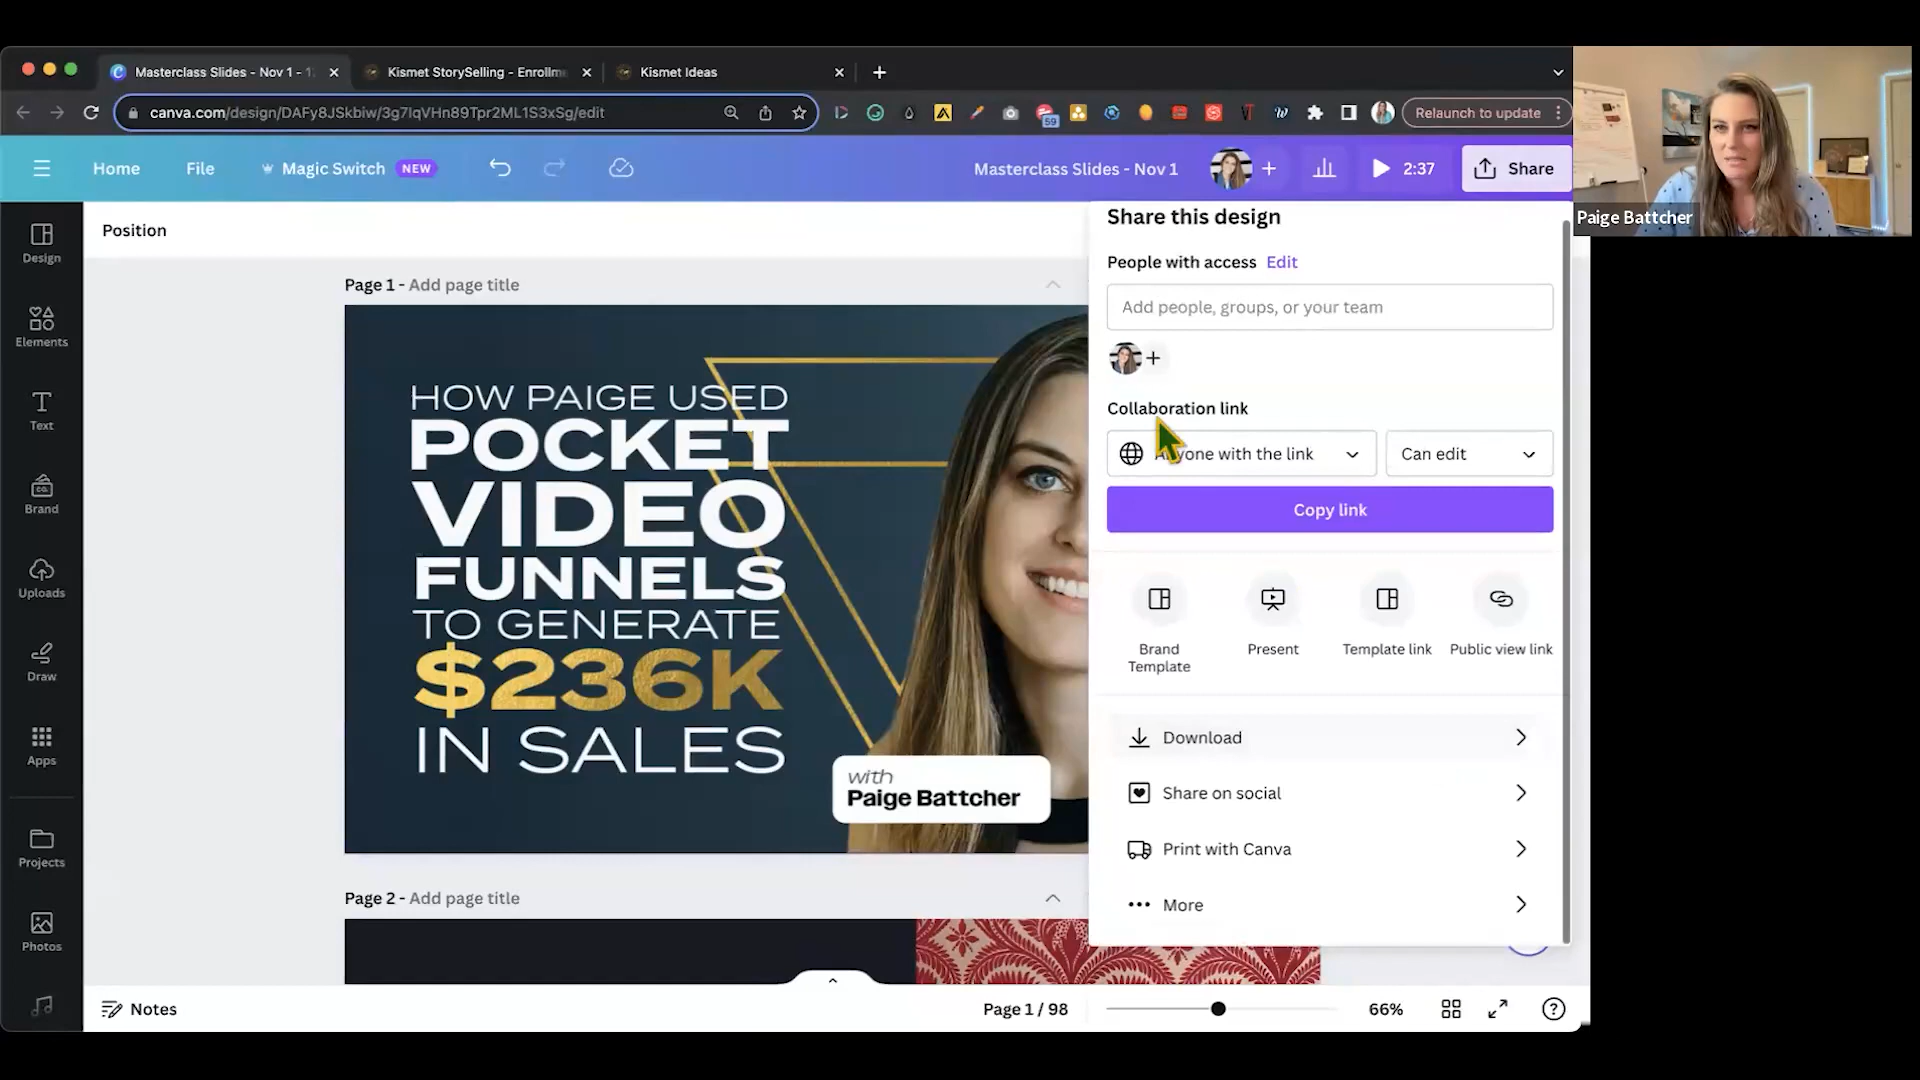 Masterclass Slides - Nov 1 - 1
Kismet StorySelling - Enrollm
Kismet Ideas
canva.com/design/DAFy8JSkbiw/3g7lqVHn89Tpr2ML1S3xSg/edit
59
Relaunch to update
Home
File
Magic Switch
NEW
Masterclass Slides - Nov 1
2:37
Share
Paige Battcher
Design
Elements
Text
Brand
Uploads
Draw
Apps
Projects
Photos
Position
Page 1 - Add page title
HOW PAIGE USED
POCKET
VIDEO
FUNNELS
TO GENERATE
$236K
IN SALES
with
Paige Battcher
Page 2 - Add page title
Share this design
People with access Edit
Add people, groups, or your team
Collaboration link
Anyone with the link
Can edit
Copy link
Brand
Template
Present
Template link
Public view link
Download
Share on social
Print with Canva
More
Notes
Page 1 / 98
66%